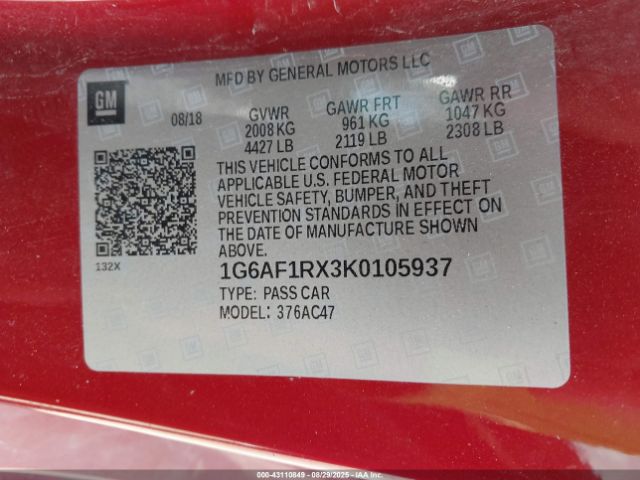 MFD BY GENERAL MOTORS LLC
GM
08/18
GVWR
2008 KG
4427 LB
GAWR FRT
961 KG
2119 LB
GAWR RR
1047 KG
2308 LB
THIS VEHICLE CONFORMS TO ALL
APPLICABLE U.S. FEDERAL MOTOR
VEHICLE SAFETY, BUMPER, AND THEFT
PREVENTION STANDARDS IN EFFECT ON
THE DATE OF MANUFACTURE SHOWN
ABOVE.
132X
1G6AF1RX3K0105937
TYPE: PASS CAR
MODEL: 376AC47
000-43110849 - 08/29/2025 - IAAI.COM